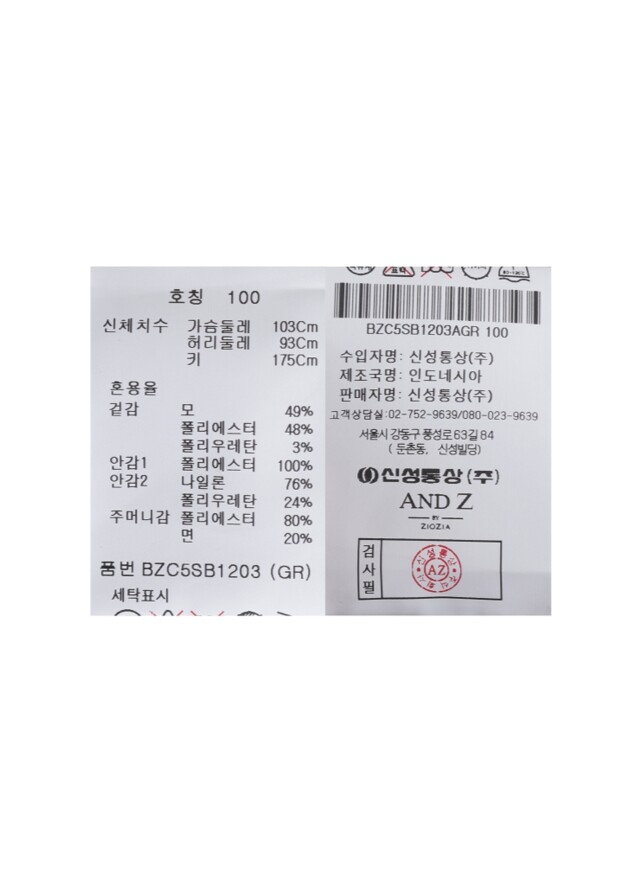 호칭 100
신체치수 가슴둘레 103Cm
허리둘레 93Cm
키 175Cm
혼용율
겉감 모 49%
폴리에스터 48%
폴리우레탄 3%
안감1 폴리에스터 100%
안감2 나일론 76%
폴리우레탄 24%
주머니감 폴리에스터 80%
면 20%
품번 BZC5SB1203 (GR)
세탁표시
BZC5SB1203AGR 100
수입자명: 신성통상(주)
제조국명: 인도네시아
판매자명: 신성통상(주)
고객상담실:02-752-9639/080-023-9639
서울시 강동구 풍성로63길 84
( 둔촌동, 신성빌딩)
신성통상(주)
AND Z
BY
ZIOZIA
검사필
신성통상
AZ
주식회사